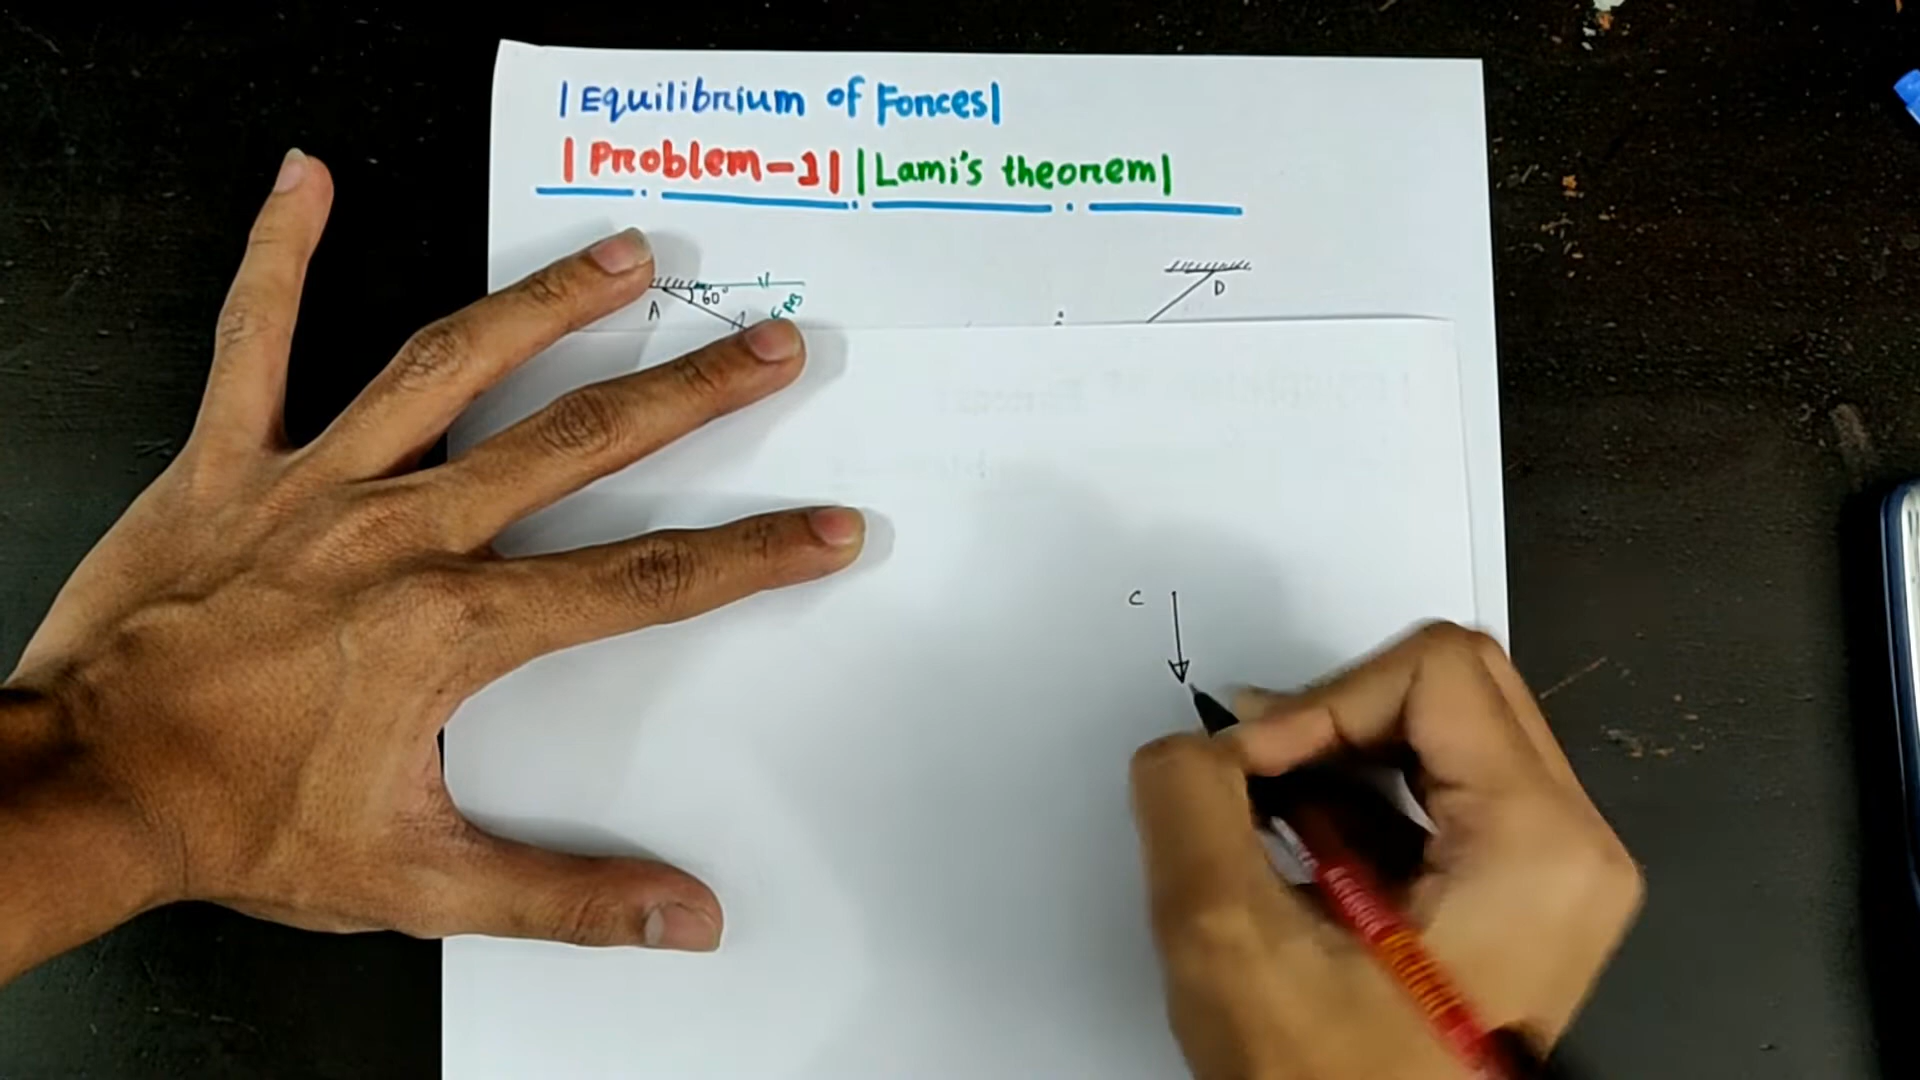 |Equilibrium of Forces|
|Problem-1| |Lami's theorem|
60°
A
D
C